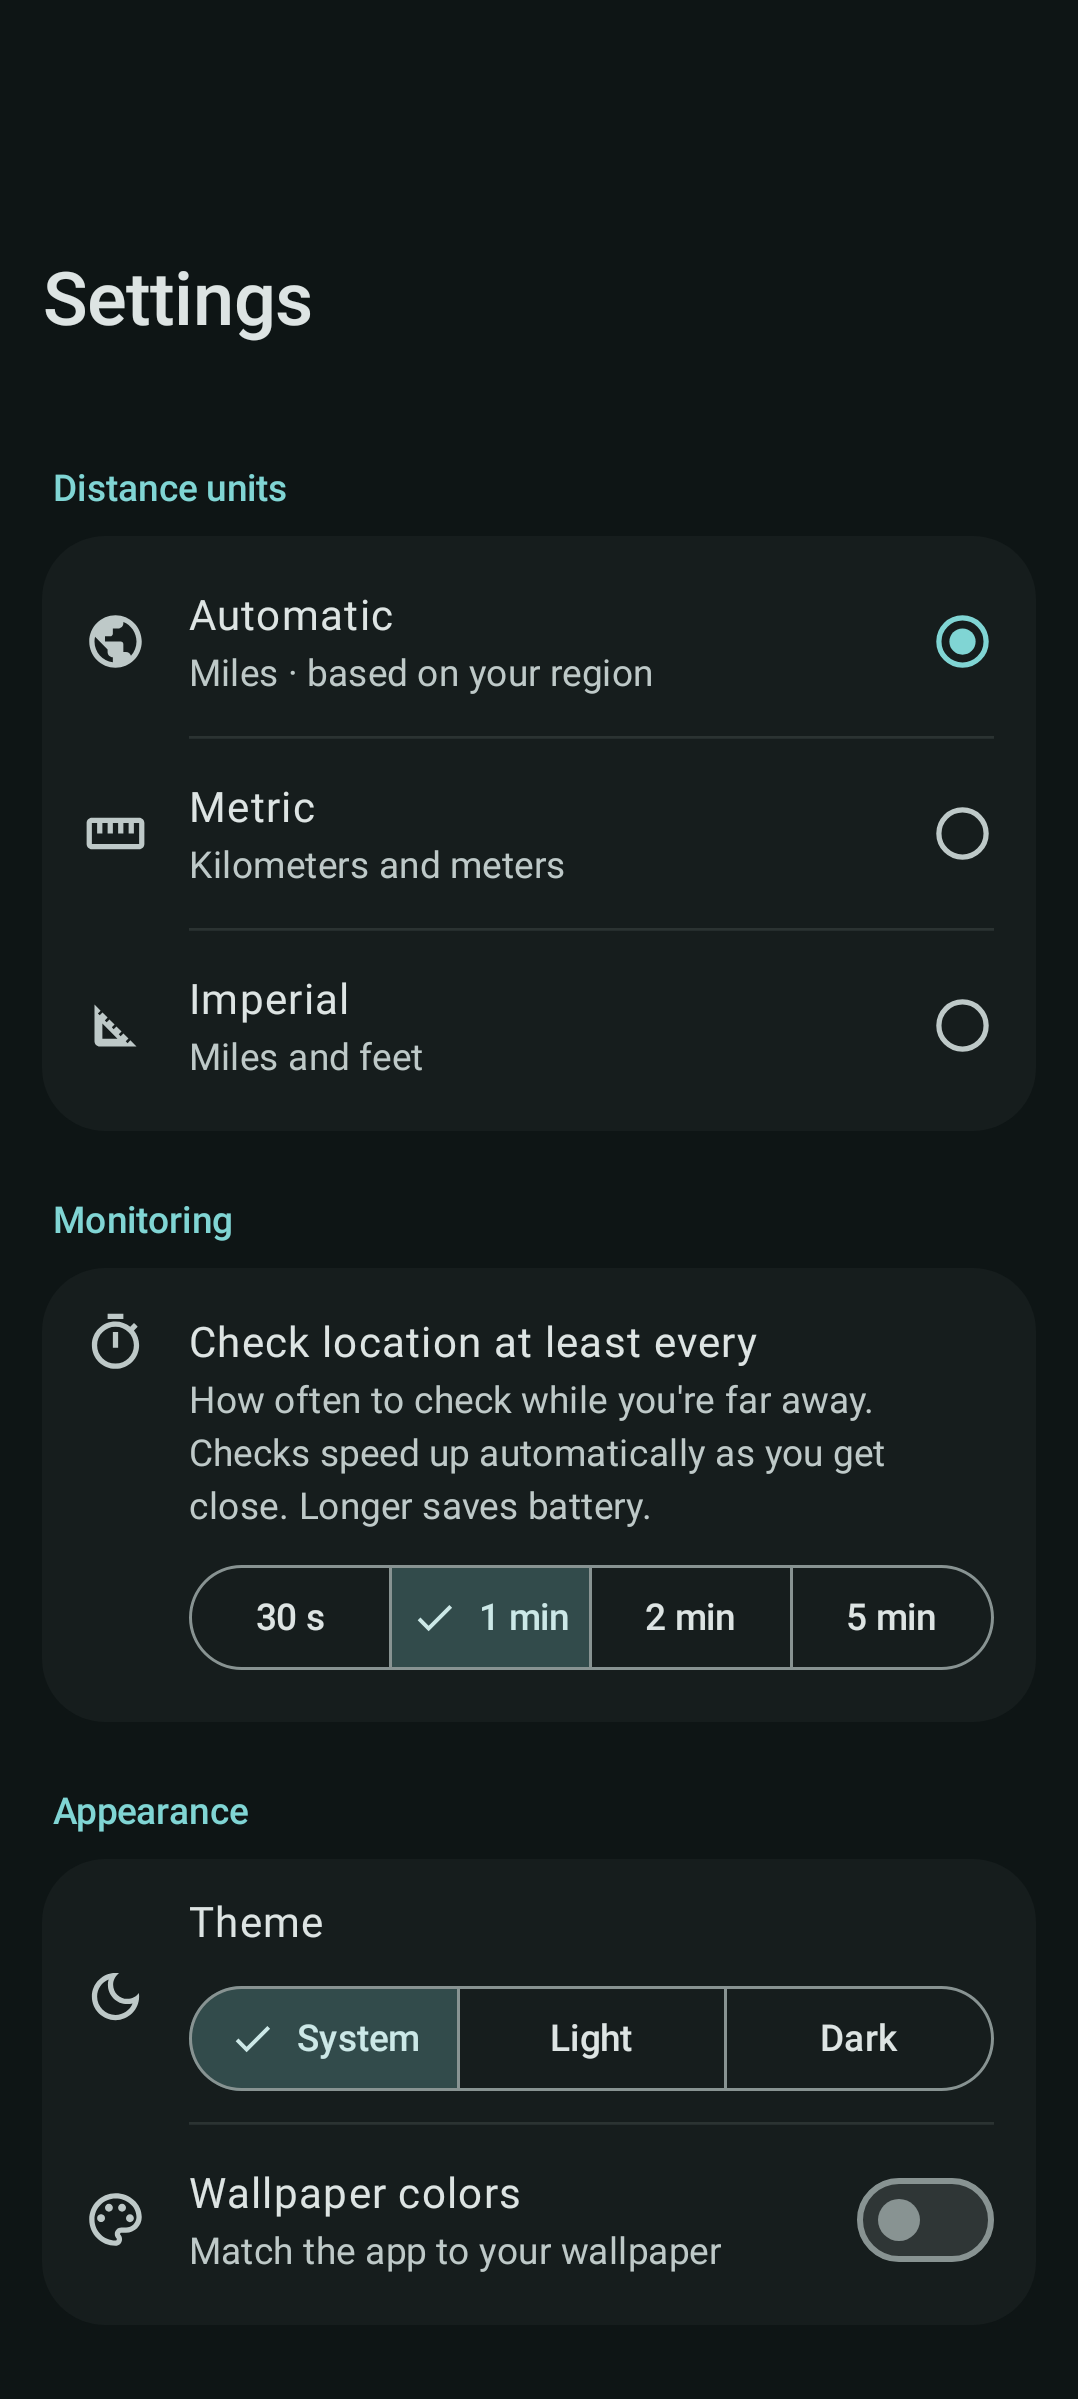 Settings
Distance units
Automatic
Miles · based on your region
Metric
Kilometers and meters
Imperial
Miles and feet
Monitoring
Check location at least every
How often to check while you're far away.
Checks speed up automatically as you get
close. Longer saves battery.
30 s 1 min 2 min 5 min
Appearance
Theme
System Light Dark
Wallpaper colors
Match the app to your wallpaper